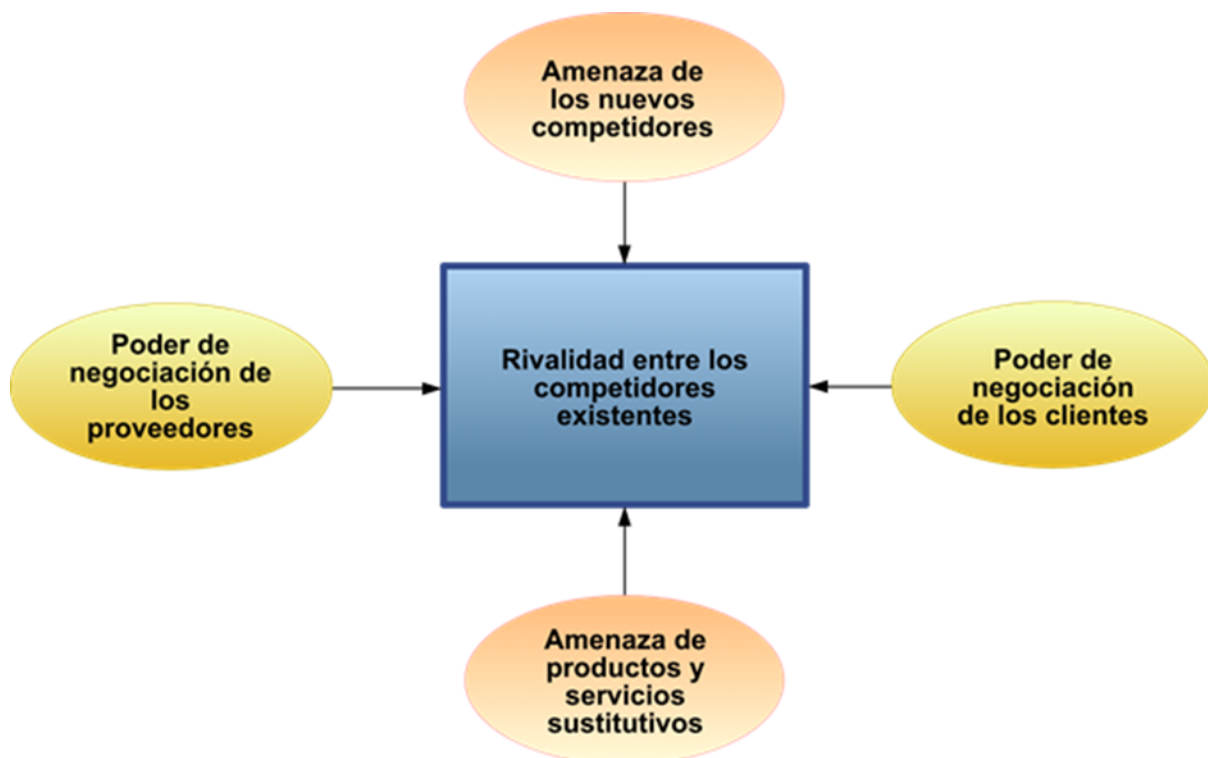 Amenaza de
los nuevos
competidores
Poder de
negociación de
los
proveedores
Rivalidad entre los
competidores
existentes
Poder de
negociación
de los clientes
Amenaza de
productos y
servicios
sustitutivos